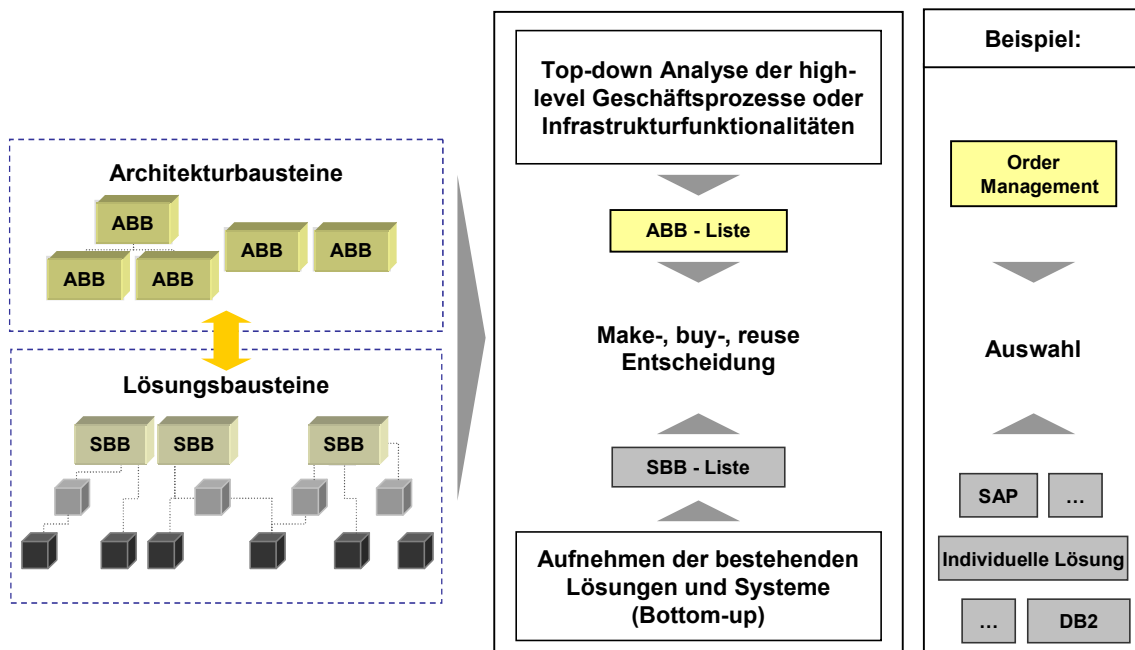 Architekturbausteine
ABB
ABB
ABB
ABB
ABB
Lösungsbausteine
SBB
SBB
SBB
Top-down Analyse der high-
level Geschäftsprozesse oder
Infrastrukturfunktionalitäten
ABB - Liste
Make-, buy-, reuse
Entscheidung
SBB - Liste
Aufnehmen der bestehenden
Lösungen und Systeme
(Bottom-up)
Beispiel:
Order
Management
Auswahl
SAP
…
Individuelle Lösung
…
DB2